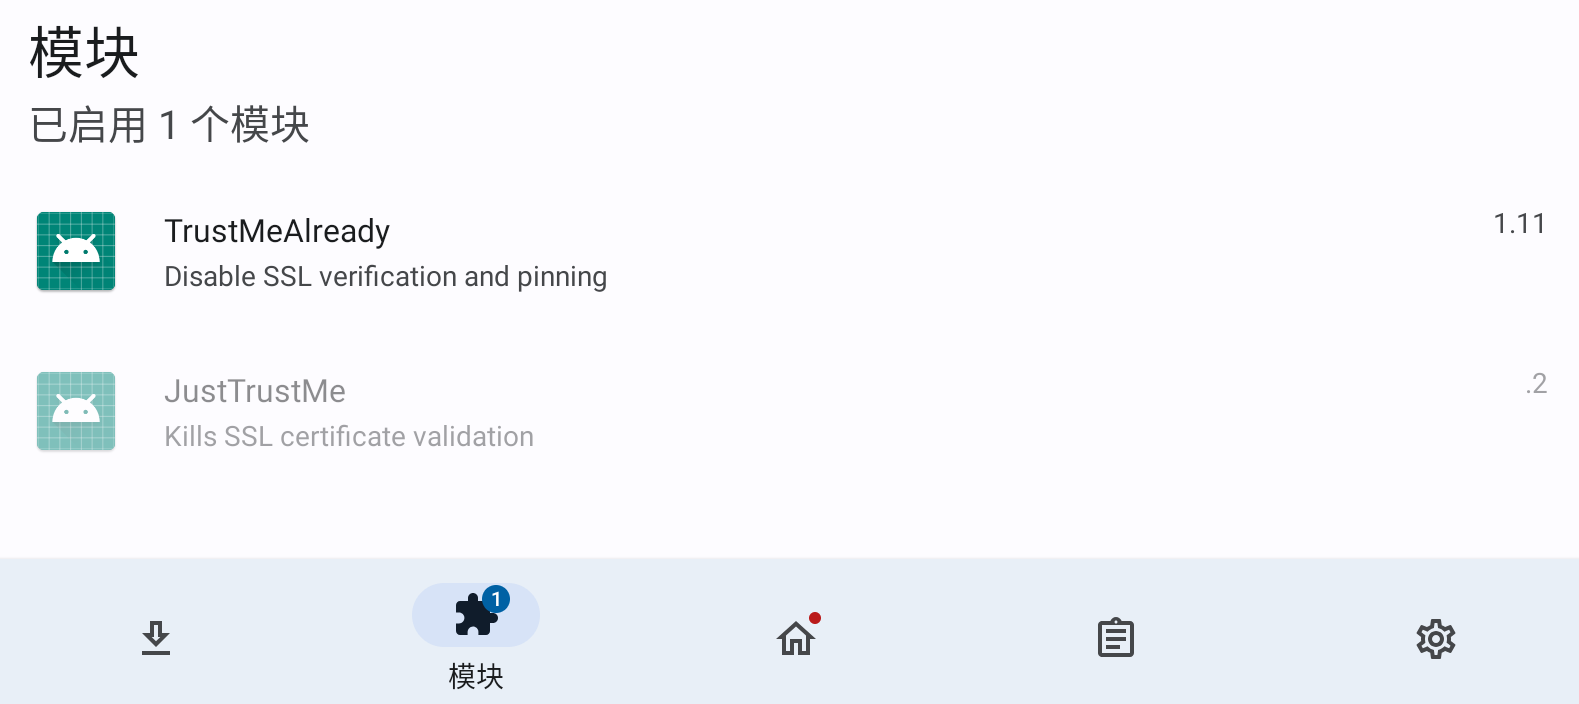 模块
已启用 1 个模块
TrustMeAlready
1.11
Disable SSL verification and pinning
JustTrustMe
.2
Kills SSL certificate validation
1
模块